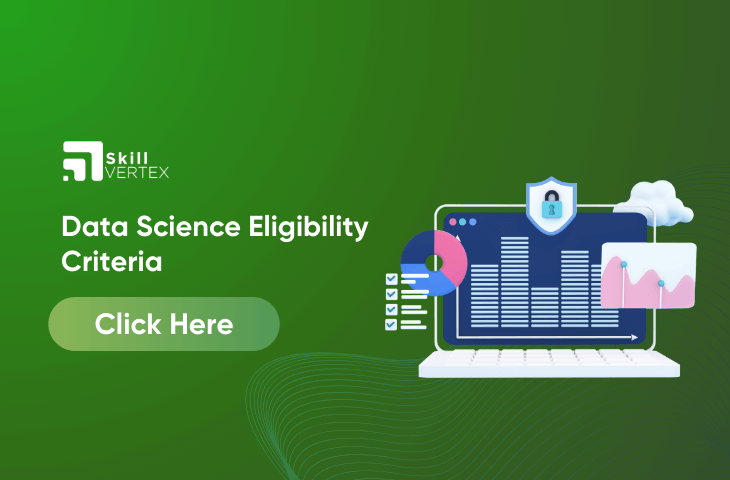 Skill
VERTEX
Data Science Eligibility
Criteria
Click Here